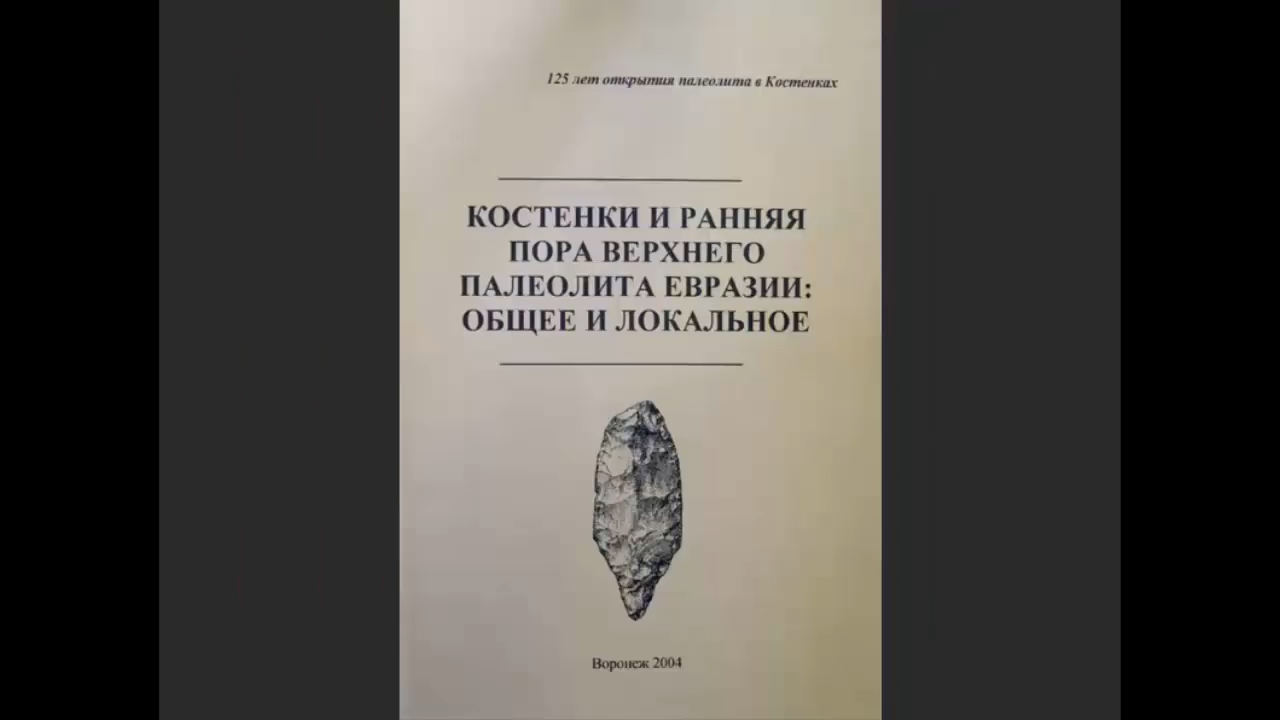 125 лет открытия палеолита в Костенках
КОСТЕНКИ И РАННЯЯ
ПОРА ВЕРХНЕГО
ПАЛЕОЛИТА ЕВРАЗИИ:
ОБЩЕЕ И ЛОКАЛЬНОЕ
Воронеж 2004